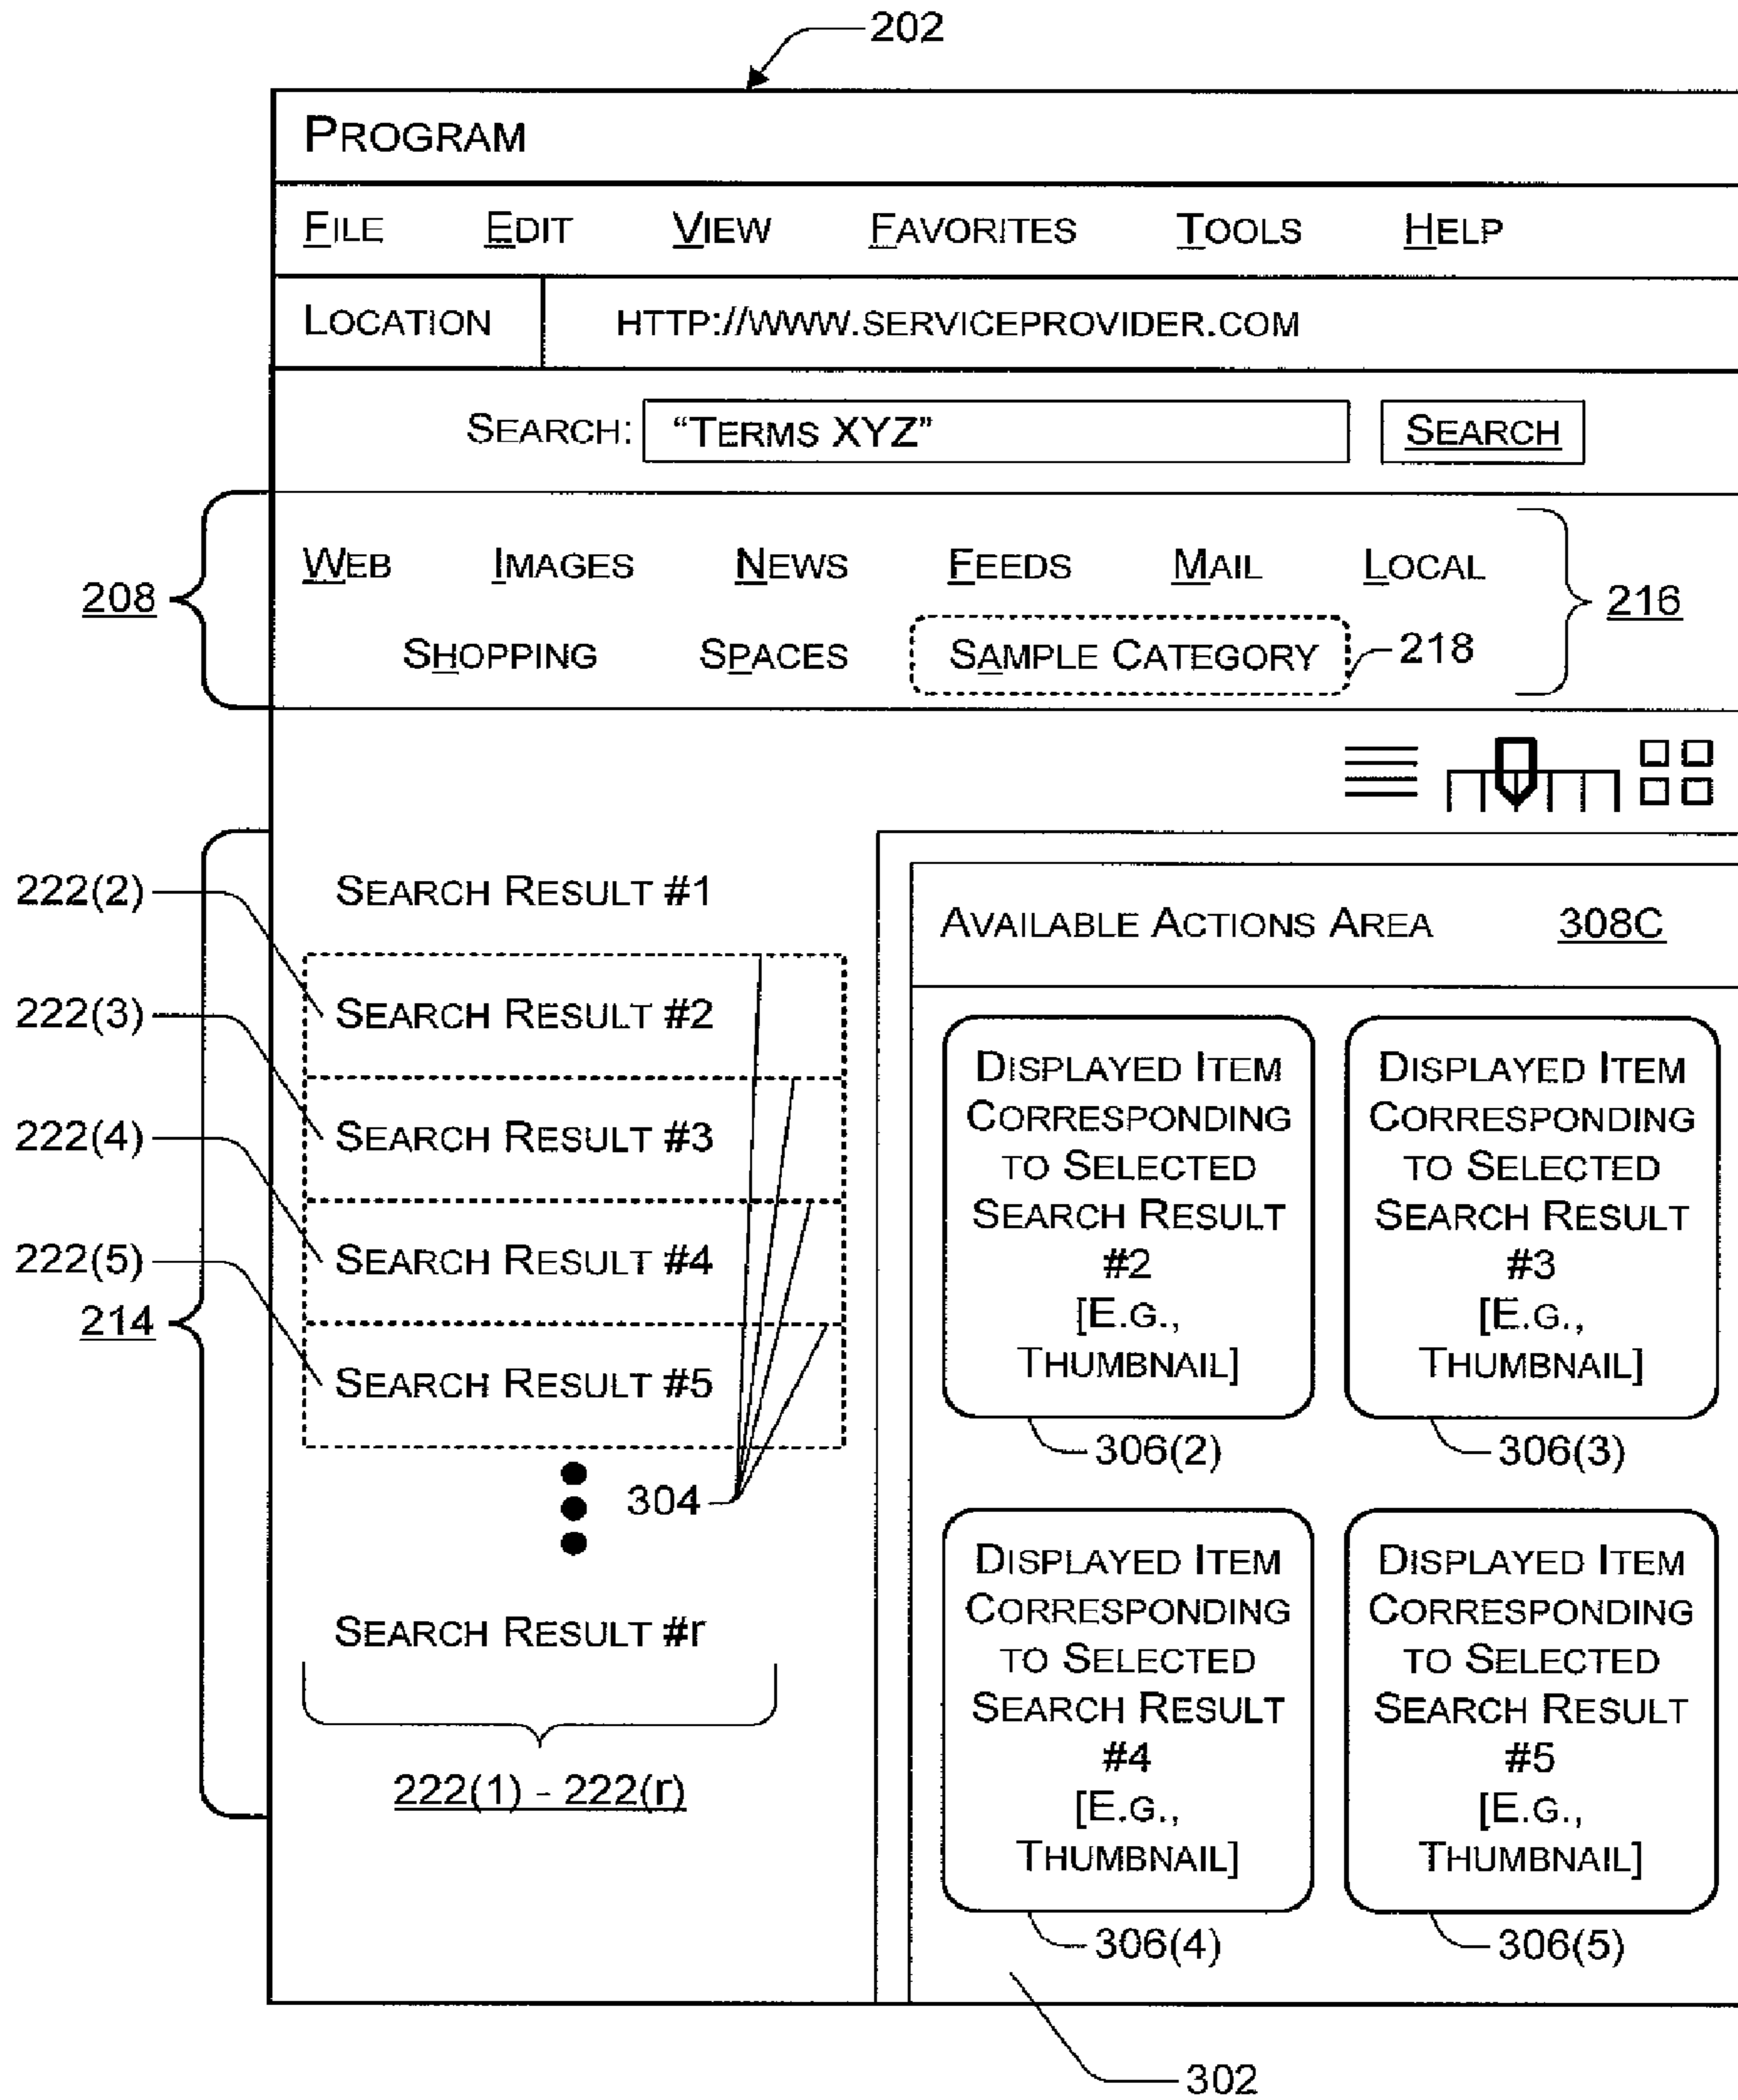 202
PROGRAM
FILE EDIT VIEW FAVORITES TOOLS HELP
LOCATION HTTP://WWW.SERVICEPROVIDER.COM
SEARCH: "TERMS XYZ" SEARCH
208
WEB IMAGES NEWS FEEDS MAIL LOCAL
SHOPPING SPACES SAMPLE CATEGORY
218
216
214
222(2)
222(3)
222(4)
222(5)
SEARCH RESULT #1
SEARCH RESULT #2
SEARCH RESULT #3
SEARCH RESULT #4
SEARCH RESULT #5
304
SEARCH RESULT #r
222(1) - 222(r)
AVAILABLE ACTIONS AREA 308C
DISPLAYED ITEM
CORRESPONDING
TO SELECTED
SEARCH RESULT
#2
[E.G.,
THUMBNAIL]
306(2)
DISPLAYED ITEM
CORRESPONDING
TO SELECTED
SEARCH RESULT
#3
[E.G.,
THUMBNAIL]
306(3)
DISPLAYED ITEM
CORRESPONDING
TO SELECTED
SEARCH RESULT
#4
[E.G.,
THUMBNAIL]
306(4)
DISPLAYED ITEM
CORRESPONDING
TO SELECTED
SEARCH RESULT
#5
[E.G.,
THUMBNAIL]
306(5)
302